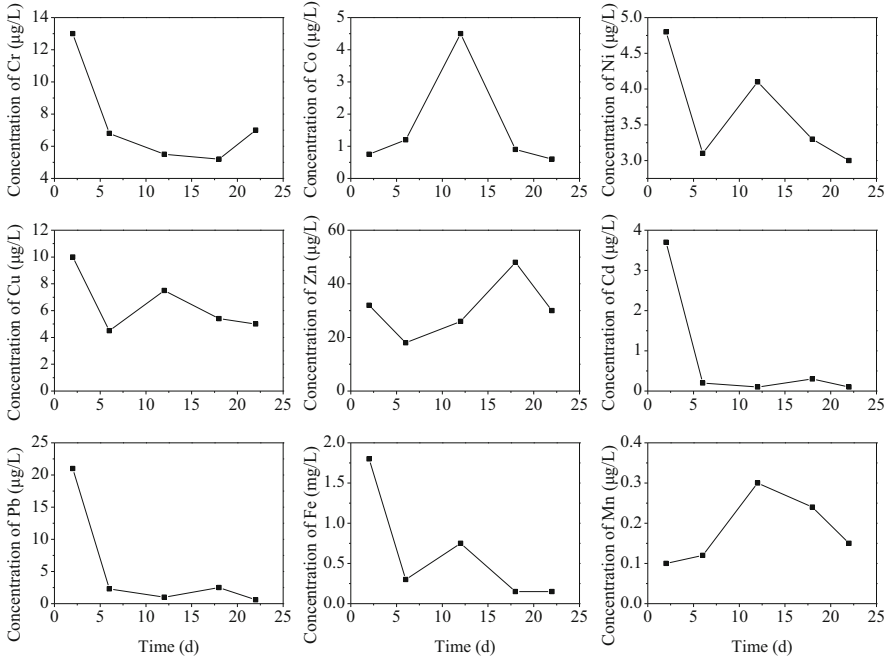 Concentration of Cr (μg/L)
14
12
10
8
6
4
0 5 10 15 20 25
Concentration of Co (μg/L)
5
4
3
2
1
0
0 5 10 15 20 25
Concentration of Ni (μg/L)
5.0
4.5
4.0
3.5
3.0
0 5 10 15 20 25
Concentration of Cu (μg/L)
12
10
8
6
4
2
0
0 5 10 15 20 25
Concentration of Zn (μg/L)
60
40
20
0
0 5 10 15 20 25
Concentration of Cd (μg/L)
4
3
2
1
0
0 5 10 15 20 25
Concentration of Pb (μg/L)
25
20
15
10
5
0
0 5 10 15 20 25
Time (d)
Concentration of Fe (mg/L)
2.0
1.5
1.0
0.5
0.0
0 5 10 15 20 25
Time (d)
Concentration of Mn (μg/L)
0.4
0.3
0.2
0.1
0.0
0 5 10 15 20 25
Time (d)